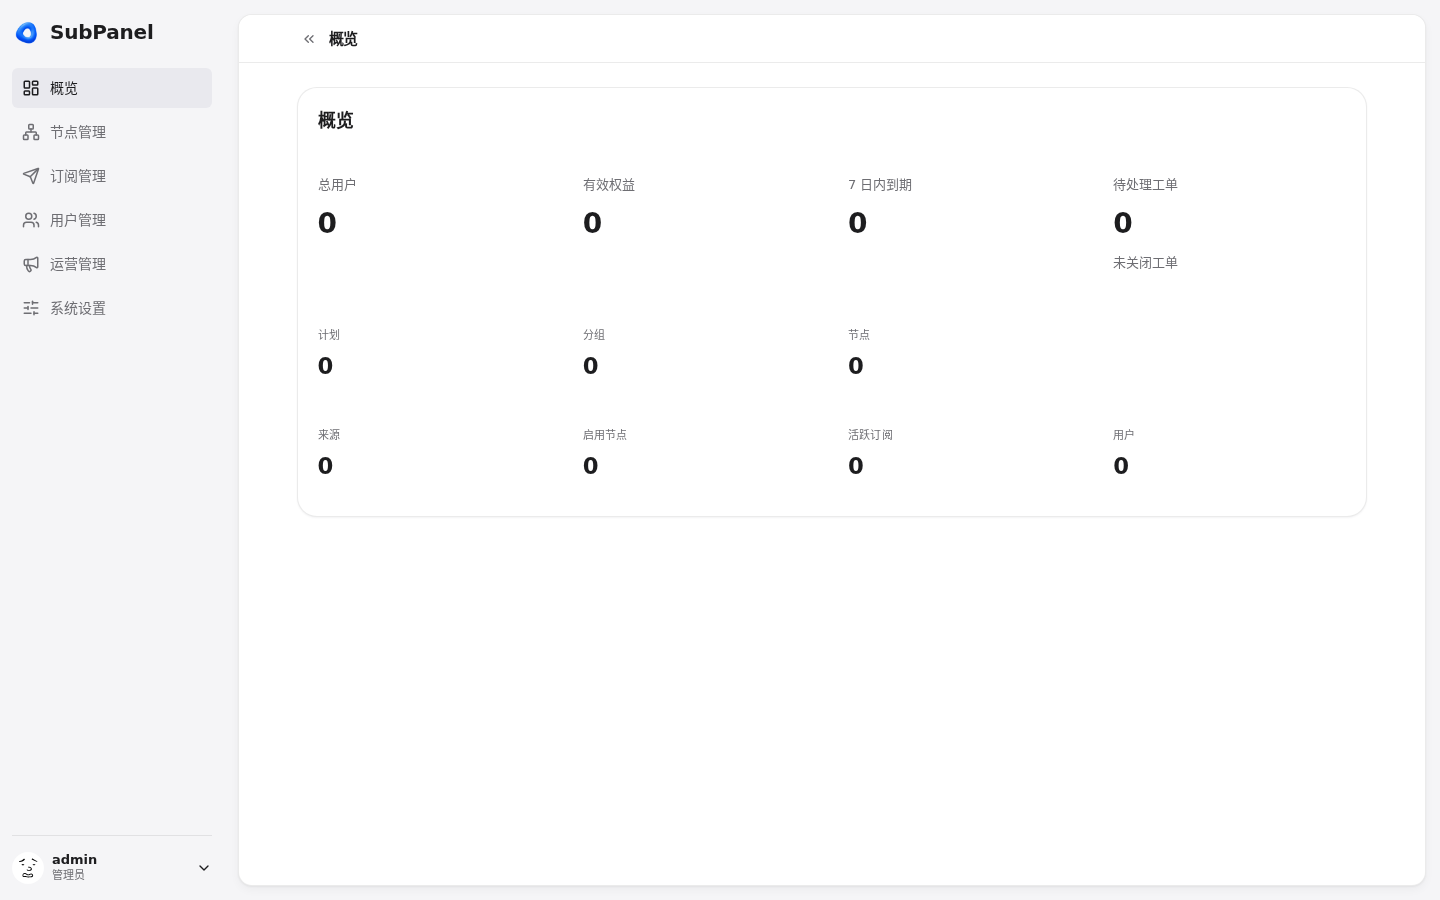 SubPanel
概览
节点管理
订阅管理
用户管理
运营管理
系统设置
admin
管理员
概览
概览
总用户
0
有效权益
0
7 日内到期
0
待处理工单
0
未关闭工单
计划
0
分组
0
节点
0
来源
0
启用节点
0
活跃订阅
0
用户
0